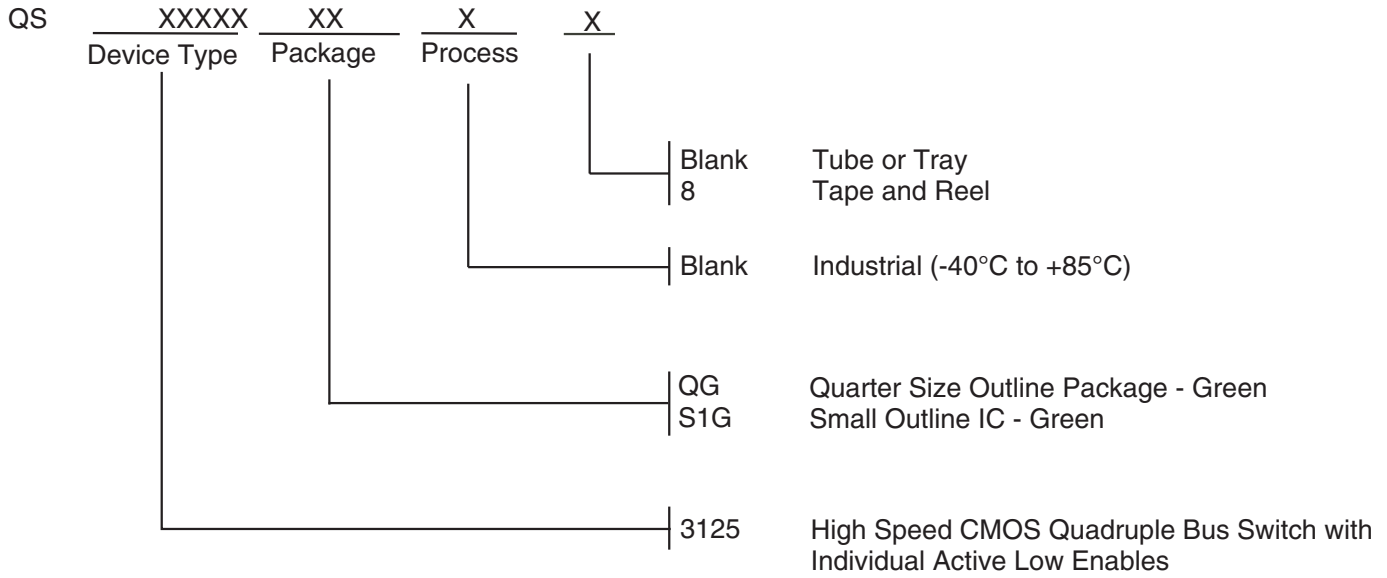 QS XXXXX XX X X
Device Type Package Process
Blank Tube or Tray
8 Tape and Reel
Blank Industrial (-40°C to +85°C)
QG Quarter Size Outline Package - Green
S1G Small Outline IC - Green
3125 High Speed CMOS Quadruple Bus Switch with
Individual Active Low Enables